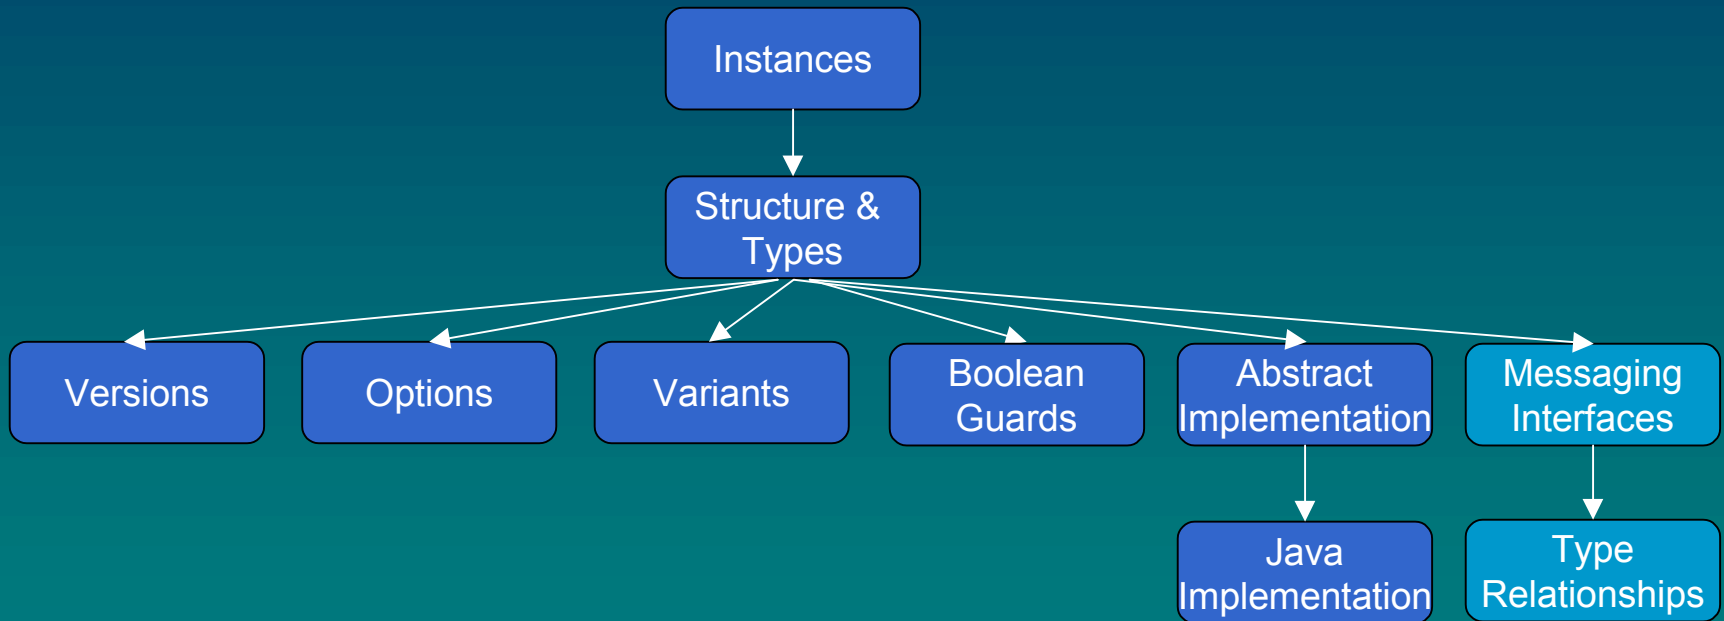 Instances
Structure &
Types
Versions
Options
Variants
Boolean
Guards
Abstract
Implementation
Messaging
Interfaces
Java
Implementation
Type
Relationships